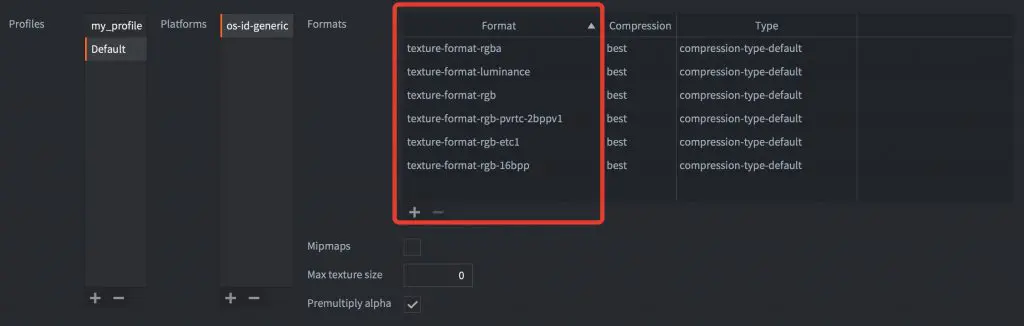 Profiles
my_profile
Default
Platforms
os-id-generic
Formats
Format Compression Type
texture-format-rgba best compression-type-default
texture-format-luminance best compression-type-default
texture-format-rgb best compression-type-default
texture-format-rgb-pvrtc-2bppv1 best compression-type-default
texture-format-rgb-etc1 best compression-type-default
texture-format-rgb-16bpp best compression-type-default
Mipmaps
Max texture size 0
Premultiply alpha